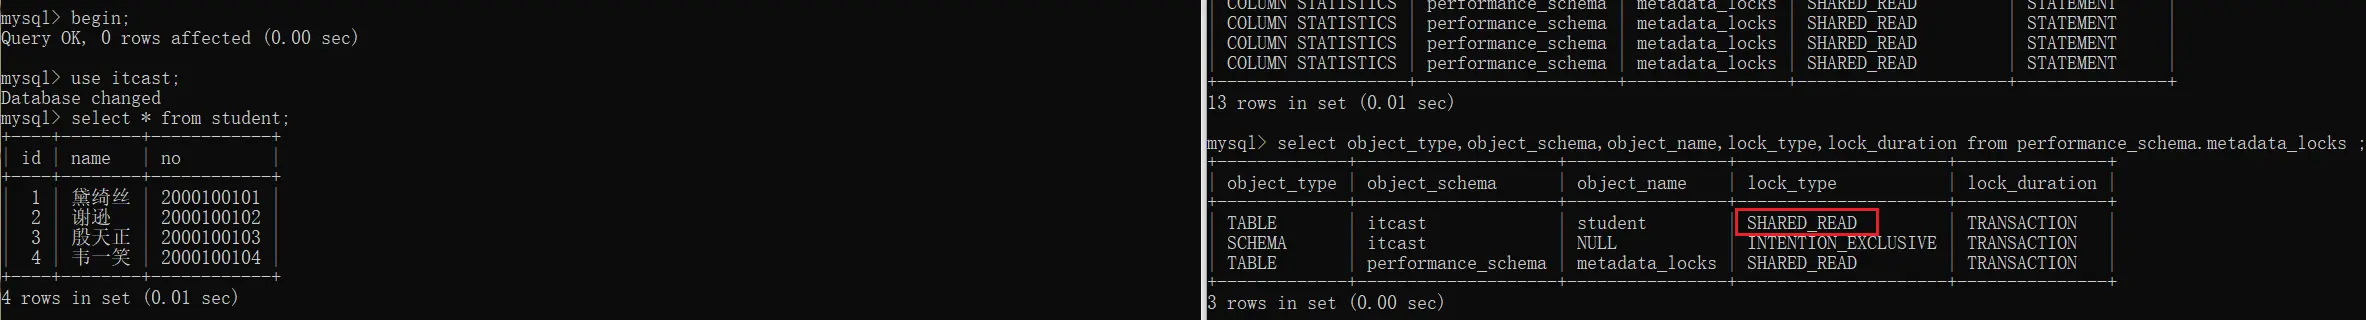 mysql> begin;
Query OK, 0 rows affected (0.00 sec)
mysql> use itcast;
Database changed
mysql> select * from student;
+----+--------+------------+
| id | name | no |
+----+--------+------------+
| 1 | 黛绮丝 | 2000100101 |
| 2 | 谢逊 | 2000100102 |
| 3 | 殷天正 | 2000100103 |
| 4 | 韦一笑 | 2000100104 |
+----+--------+------------+
4 rows in set (0.01 sec)
| COLUMN STATISTICS | performance_schema | metadata_locks | SHARED_READ | STATEMENT |
| COLUMN STATISTICS | performance_schema | metadata_locks | SHARED_READ | STATEMENT |
| COLUMN STATISTICS | performance_schema | metadata_locks | SHARED_READ | STATEMENT |
| COLUMN STATISTICS | performance_schema | metadata_locks | SHARED_READ | STATEMENT |
+-------------------+--------------------+----------------+---------------------+---------------+
13 rows in set (0.01 sec)
mysql> select object_type,object_schema,object_name,lock_type,lock_duration from performance_schema.metadata_locks ;
+-------------+--------------------+----------------+---------------------+---------------+
| object_type | object_schema | object_name | lock_type | lock_duration |
+-------------+--------------------+----------------+---------------------+---------------+
| TABLE | itcast | student | SHARED_READ | TRANSACTION |
| SCHEMA | itcast | NULL | INTENTION_EXCLUSIVE | TRANSACTION |
| TABLE | performance_schema | metadata_locks | SHARED_READ | TRANSACTION |
+-------------+--------------------+----------------+---------------------+---------------+
3 rows in set (0.00 sec)